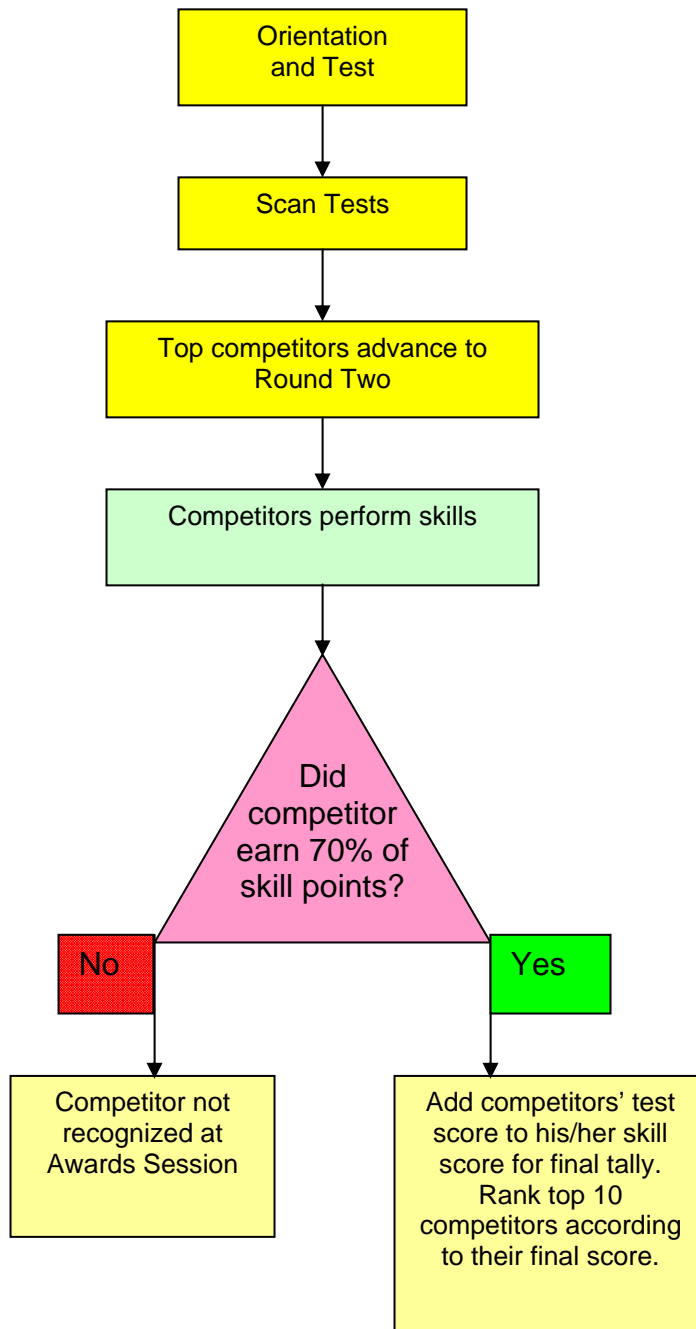 Orientation
and Test
Scan Tests
Top competitors advance to
Round Two
Competitors perform skills
Did
competitor
earn 70% of
skill points?
No
Yes
Competitor not
recognized at
Awards Session
Add competitors’ test
score to his/her skill
score for final tally.
Rank top 10
competitors according
to their final score.